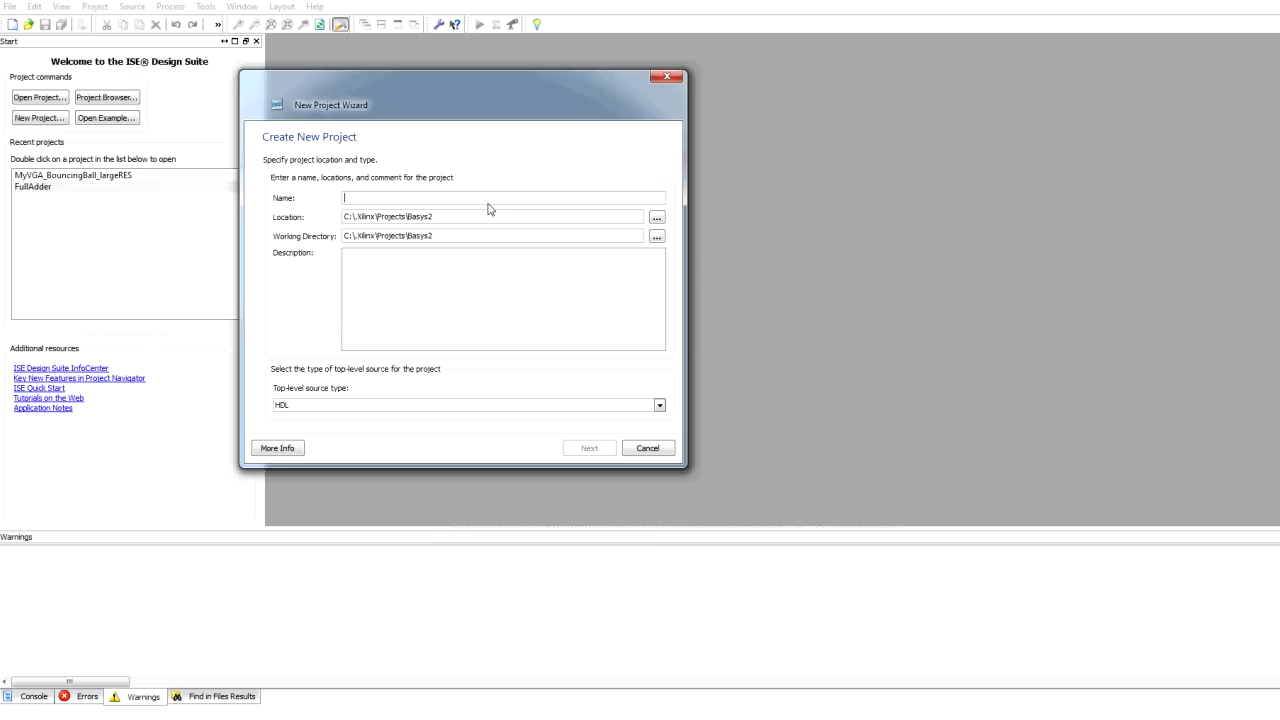 File Edit View Project Source Process Tools Window Layout Help
»
Start
Welcome to the ISE® Design Suite
Project commands
Open Project... Project Browser...
New Project... Open Example...
Recent projects
Double click on a project in the list below to open
MyVGA_BouncingBall_largeRES
FullAdder
Additional resources
ISE Design Suite InfoCenter
Key New Features in Project Navigator
ISE Quick Start
Tutorials on the Web
Application Notes
New Project Wizard
Create New Project
Specify project location and type.
Enter a name, locations, and comment for the project
Name:
Location: C:\.Xilinx\Projects\Basys2 ...
Working Directory: C:\.Xilinx\Projects\Basys2 ...
Description:
Select the type of top-level source for the project
Top-level source type:
HDL
More Info Next Cancel
Warnings
Console Errors Warnings Find in Files Results